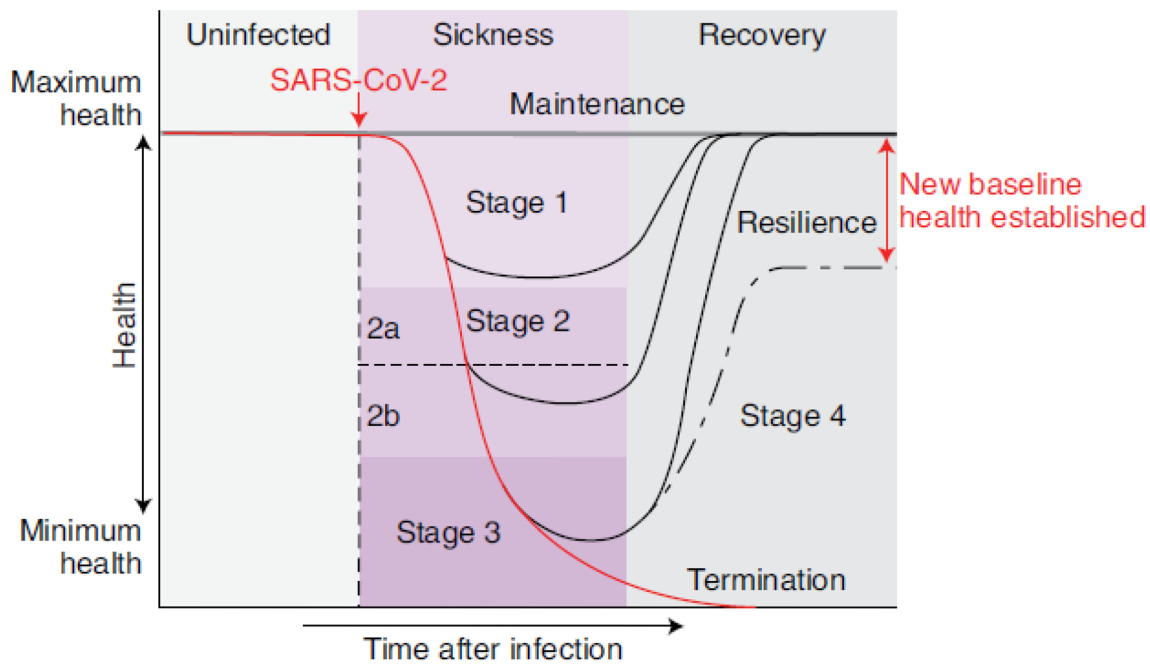 Uninfected
Sickness
Recovery
SARS-CoV-2
Maximum
health
Maintenance
Stage 1
New baseline
health established
Resilience
Health
2a
Stage 2
2b
Stage 4
Stage 3
Minimum
health
Termination
Time after infection